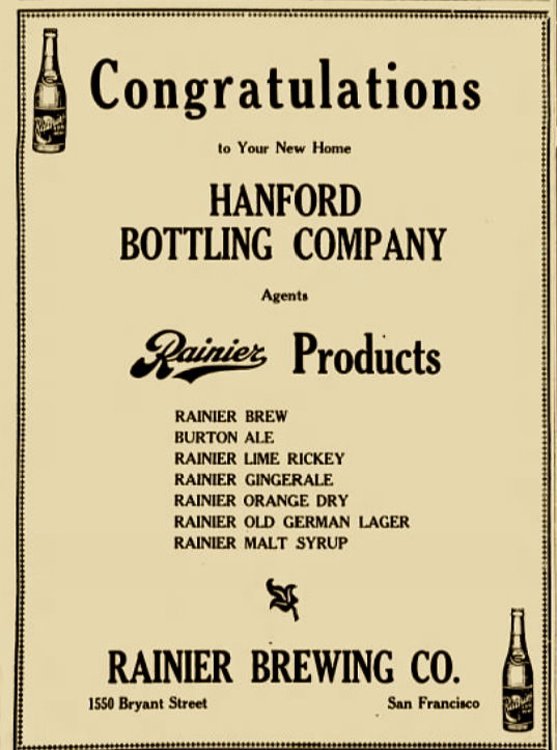 Congratulations
to Your New Home
HANFORD
BOTTLING COMPANY
Agents
Rainier Products
RAINIER BREW
BURTON ALE
RAINIER LIME RICKEY
RAINIER GINGERALE
RAINIER ORANGE DRY
RAINIER OLD GERMAN LAGER
RAINIER MALT SYRUP
RAINIER BREWING CO.
1550 Bryant Street San Francisco